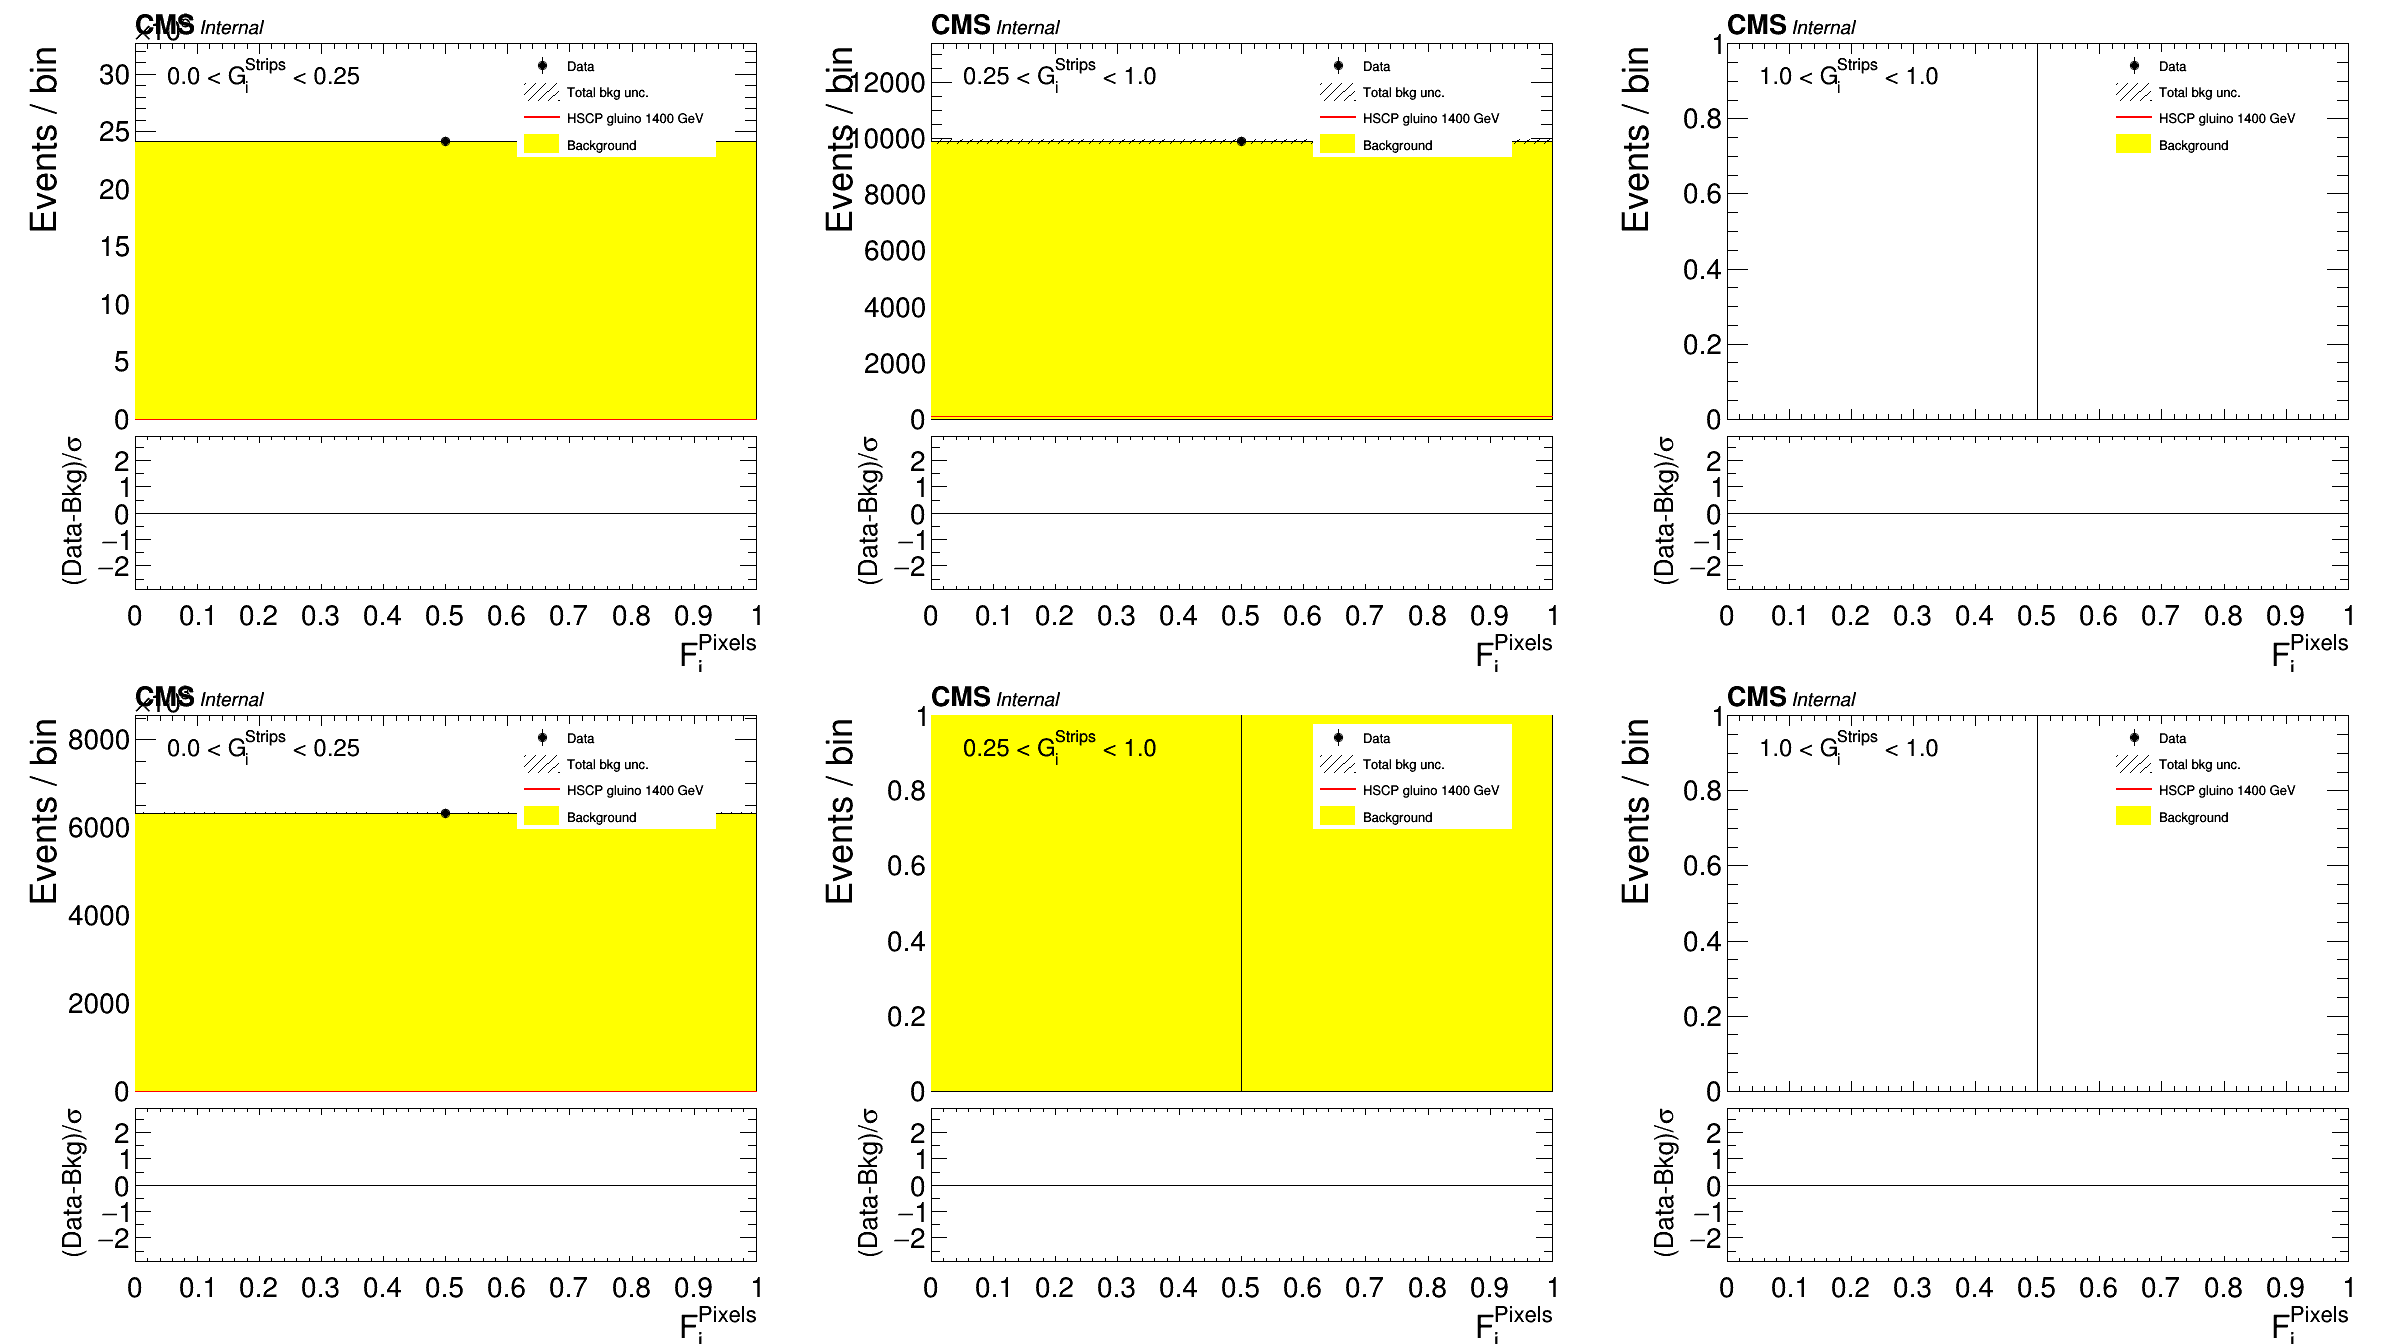 CMS Internal
0.0 < G_i^Strips < 0.25
Data
Total bkg unc.
HSCP gluino 1400 GeV
Background
Events / bin
30
25
20
15
10
5
0
(Data-Bkg)/σ
2
1
0
−1
−2
0 0.1 0.2 0.3 0.4 0.5 0.6 0.7 0.8 0.9 1
F_i^Pixels
CMS Internal
0.25 < G_i^Strips < 1.0
Data
Total bkg unc.
HSCP gluino 1400 GeV
Background
Events / bin
12000
10000
8000
6000
4000
2000
0
(Data-Bkg)/σ
2
1
0
−1
−2
0 0.1 0.2 0.3 0.4 0.5 0.6 0.7 0.8 0.9 1
F_i^Pixels
CMS Internal
1.0 < G_i^Strips < 1.0
Data
Total bkg unc.
HSCP gluino 1400 GeV
Background
Events / bin
1
0.8
0.6
0.4
0.2
0
(Data-Bkg)/σ
2
1
0
−1
−2
0 0.1 0.2 0.3 0.4 0.5 0.6 0.7 0.8 0.9 1
F_i^Pixels
CMS Internal
0.0 < G_i^Strips < 0.25
Data
Total bkg unc.
HSCP gluino 1400 GeV
Background
Events / bin
8000
6000
4000
2000
0
(Data-Bkg)/σ
2
1
0
−1
−2
0 0.1 0.2 0.3 0.4 0.5 0.6 0.7 0.8 0.9 1
F_i^Pixels
CMS Internal
0.25 < G_i^Strips < 1.0
Data
Total bkg unc.
HSCP gluino 1400 GeV
Background
Events / bin
1
0.8
0.6
0.4
0.2
0
(Data-Bkg)/σ
2
1
0
−1
−2
0 0.1 0.2 0.3 0.4 0.5 0.6 0.7 0.8 0.9 1
F_i^Pixels
CMS Internal
1.0 < G_i^Strips < 1.0
Data
Total bkg unc.
HSCP gluino 1400 GeV
Background
Events / bin
1
0.8
0.6
0.4
0.2
0
(Data-Bkg)/σ
2
1
0
−1
−2
0 0.1 0.2 0.3 0.4 0.5 0.6 0.7 0.8 0.9 1
F_i^Pixels